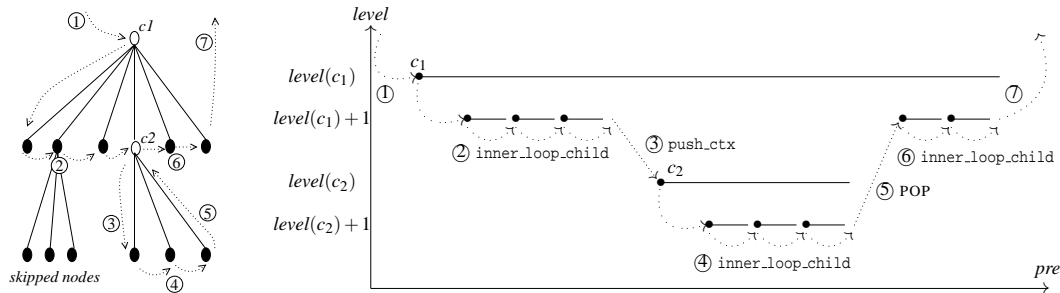 ① c1
⑦
② c2
⑥
③
⑤
④
skipped nodes
level
level(c₁)
level(c₁)+1
level(c₂)
level(c₂)+1
c₁
①
⑦
② inner_loop_child
③ push_ctx
c₂
⑥ inner_loop_child
⑤ POP
④ inner_loop_child
pre